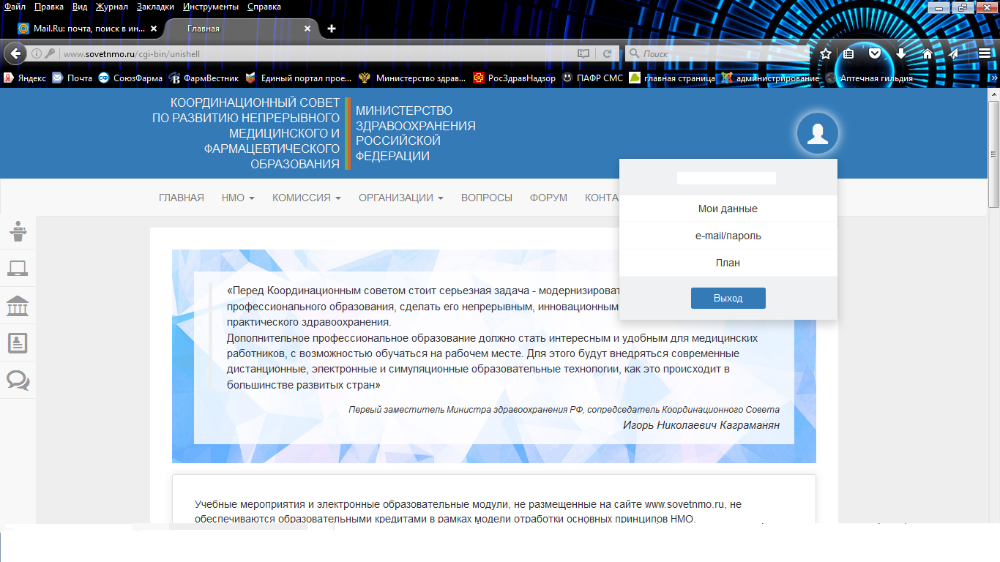 Файл Правка Вид Журнал Закладки Инструменты Справка
Mail.Ru: почта, поиск в ин...
Главная
www.sovetnmo.ru/cgi-bin/unishell
Поиск
Яндекс Почта СоюзФарма ФармВестник Единый портал прое... Министерство здрав... РосЗдравНадзор ПАФР СМС главная страница администрирование Аптечная гильдия
КООРДИНАЦИОННЫЙ СОВЕТ
ПО РАЗВИТИЮ НЕПРЕРЫВНОГО
МЕДИЦИНСКОГО И
ФАРМАЦЕВТИЧЕСКОГО
ОБРАЗОВАНИЯ
МИНИСТЕРСТВО
ЗДРАВООХРАНЕНИЯ
РОССИЙСКОЙ
ФЕДЕРАЦИИ
ГЛАВНАЯ НМО КОМИССИЯ ОРГАНИЗАЦИИ ВОПРОСЫ ФОРУМ КОНТА
Мои данные
e-mail/пароль
План
Выход
«Перед Координационным советом стоит серьезная задача - модернизироват
профессионального образования, сделать его непрерывным, инновационным
практического здравоохранения.
Дополнительное профессиональное образование должно стать интересным и удобным для медицинских
работников, с возможностью обучаться на рабочем месте. Для этого будут внедряться современные
дистанционные, электронные и симуляционные образовательные технологии, как это происходит в
большинстве развитых стран»
Первый заместитель Министра здравоохранения РФ, сопредседатель Координационного Совета
Игорь Николаевич Каграманян
Учебные мероприятия и электронные образовательные модули, не размещенные на сайте www.sovetnmo.ru, не
обеспечиваются образовательными кредитами в рамках модели отработки основных принципов НМО.